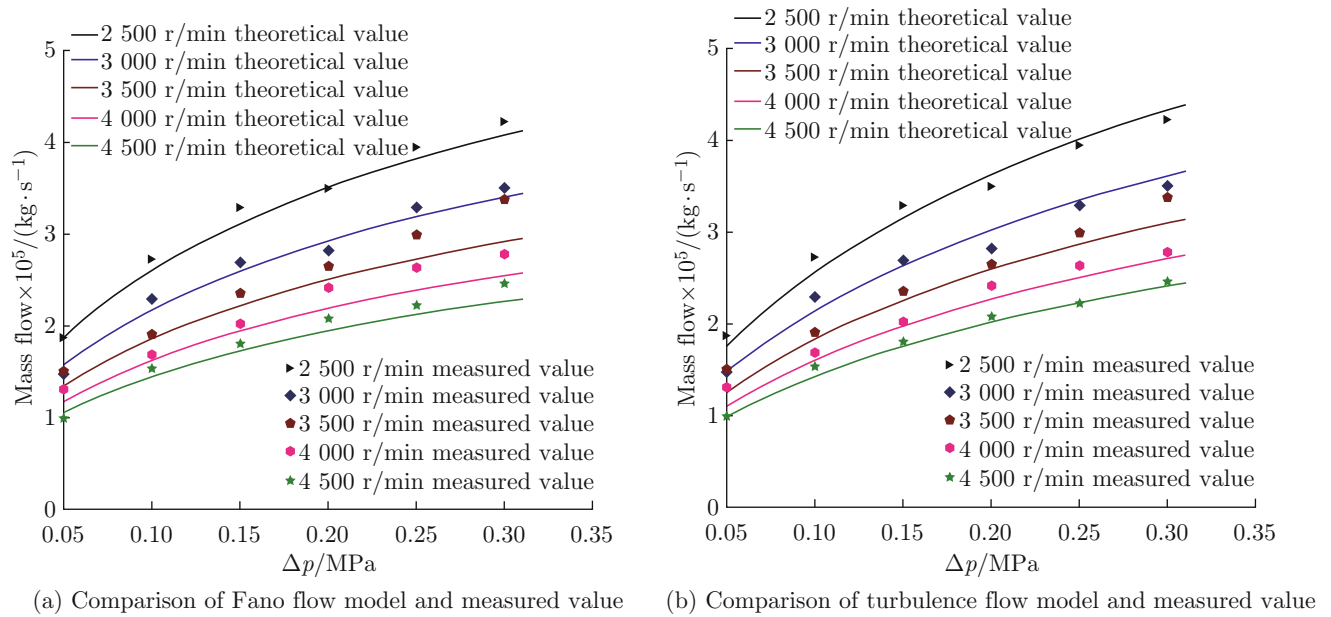 2 500 r/min theoretical value
3 000 r/min theoretical value
3 500 r/min theoretical value
4 000 r/min theoretical value
4 500 r/min theoretical value
5
4
3
2
1
0
Mass flow×10⁵/(kg·s⁻¹)
2 500 r/min measured value
3 000 r/min measured value
3 500 r/min measured value
4 000 r/min measured value
4 500 r/min measured value
0.05 0.10 0.15 0.20 0.25 0.30 0.35
Δp/MPa
(a) Comparison of Fano flow model and measured value
2 500 r/min theoretical value
3 000 r/min theoretical value
3 500 r/min theoretical value
4 000 r/min theoretical value
4 500 r/min theoretical value
5
4
3
2
1
0
Mass flow×10⁵/(kg·s⁻¹)
2 500 r/min measured value
3 000 r/min measured value
3 500 r/min measured value
4 000 r/min measured value
4 500 r/min measured value
0.05 0.10 0.15 0.20 0.25 0.30 0.35
Δp/MPa
(b) Comparison of turbulence flow model and measured value